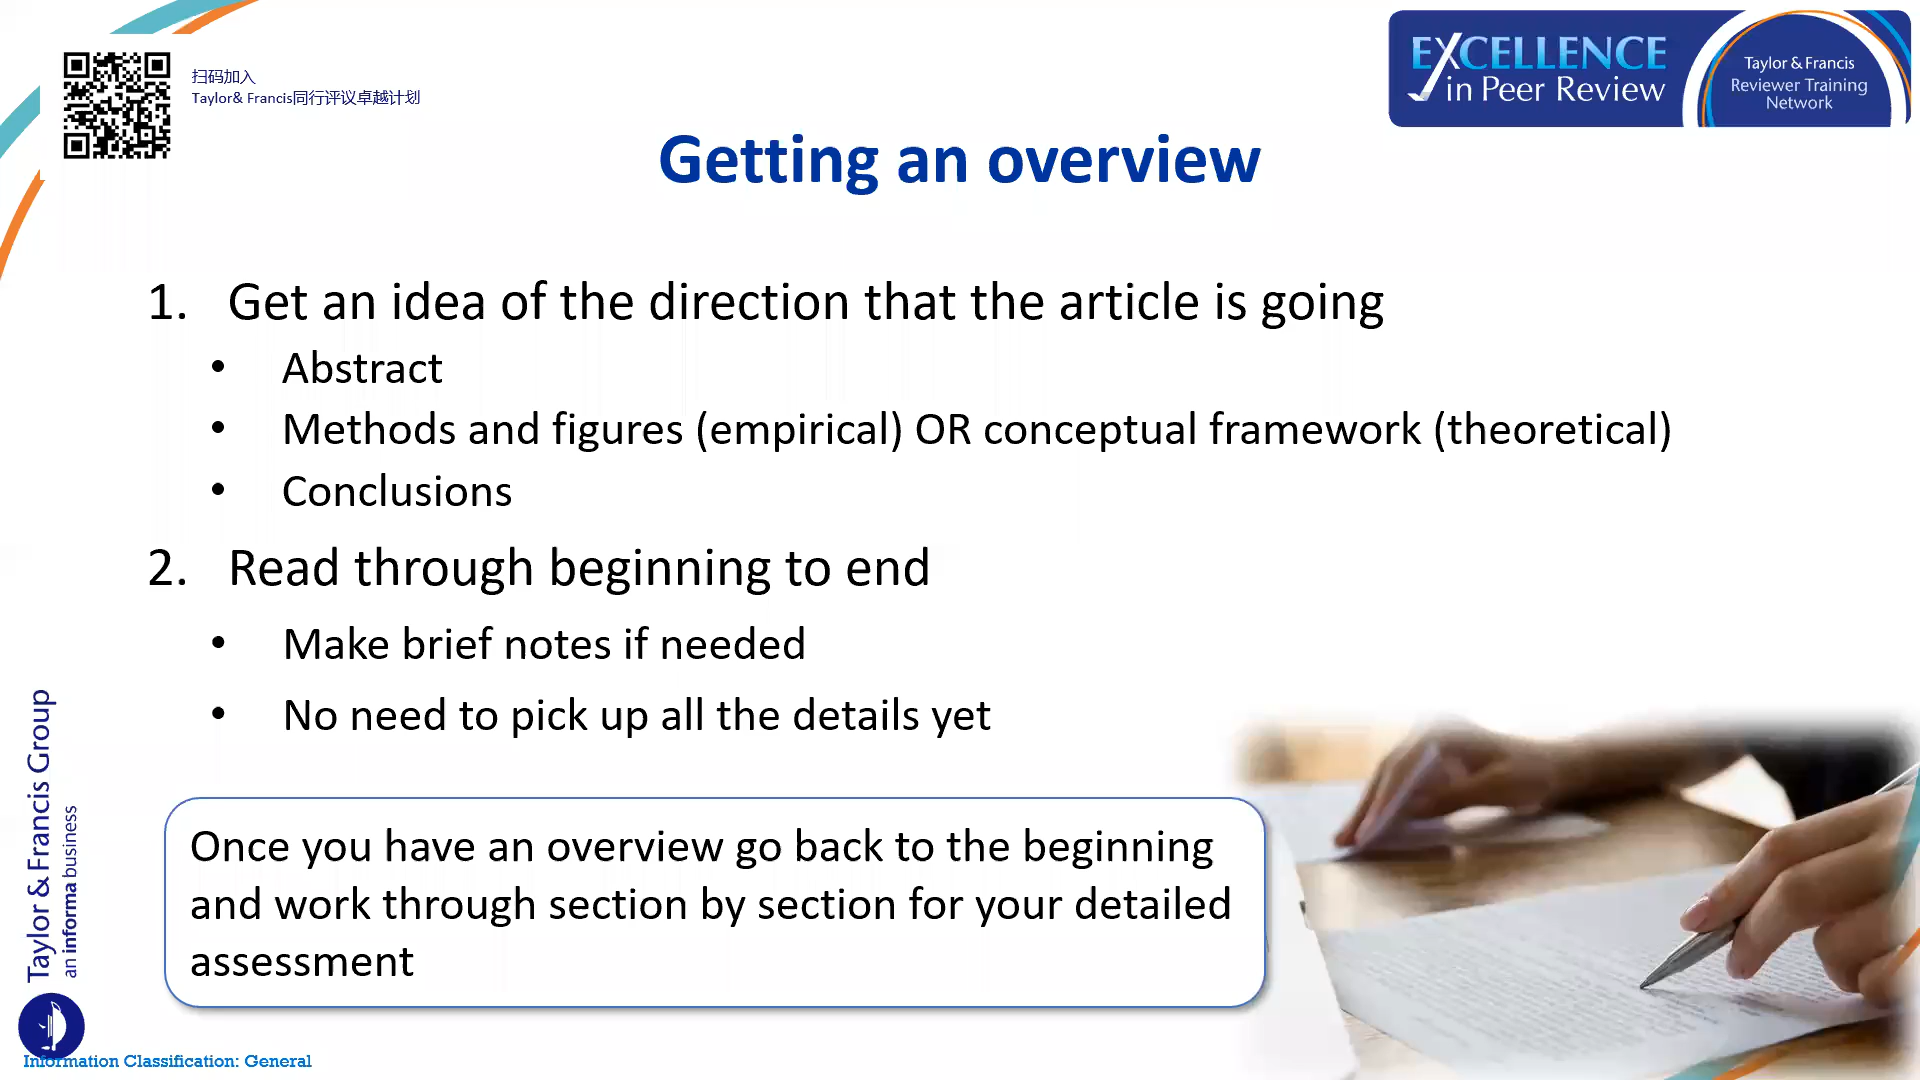 扫码加入
Taylor& Francis同行评议卓越计划
EXCELLENCE
in Peer Review
Taylor & Francis
Reviewer Training
Network
Getting an overview
1. Get an idea of the direction that the article is going
• Abstract
• Methods and figures (empirical) OR conceptual framework (theoretical)
• Conclusions
2. Read through beginning to end
• Make brief notes if needed
• No need to pick up all the details yet
Once you have an overview go back to the beginning
and work through section by section for your detailed
assessment
Taylor & Francis Group
an informa business
Information Classification: General